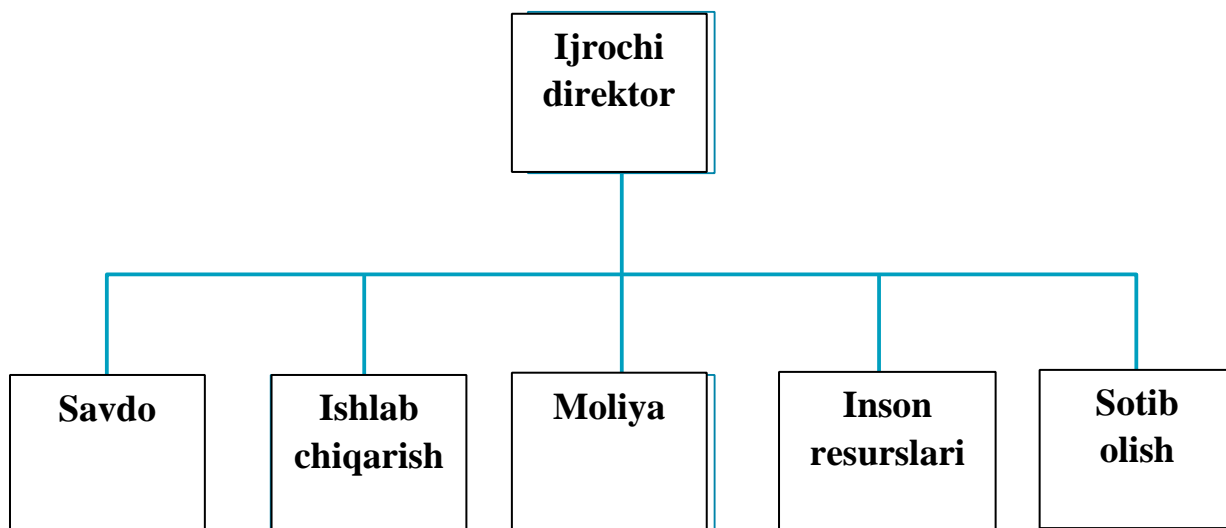 Ijrochi
direktor
Savdo
Ishlab
chiqarish
Moliya
Inson
resurslari
Sotib
olish